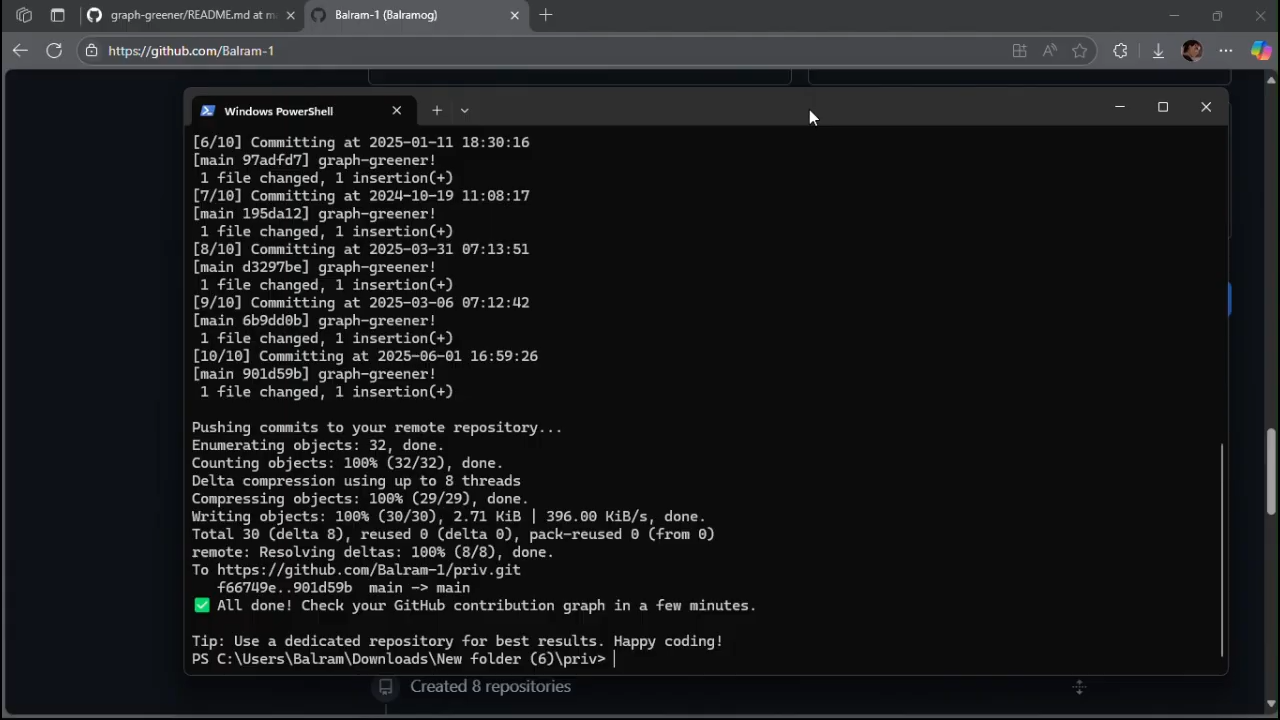 graph-greener/README.md at m
Balram-1 (Balramog)
https://github.com/Balram-1
Windows PowerShell
[6/10] Committing at 2025-01-11 18:30:16
[main 97adfd7] graph-greener!
1 file changed, 1 insertion(+)
[7/10] Committing at 2024-10-19 11:08:17
[main 195da12] graph-greener!
1 file changed, 1 insertion(+)
[8/10] Committing at 2025-03-31 07:13:51
[main d3297be] graph-greener!
1 file changed, 1 insertion(+)
[9/10] Committing at 2025-03-06 07:12:42
[main 6b9dd0b] graph-greener!
1 file changed, 1 insertion(+)
[10/10] Committing at 2025-06-01 16:59:26
[main 901d59b] graph-greener!
1 file changed, 1 insertion(+)
Pushing commits to your remote repository...
Enumerating objects: 32, done.
Counting objects: 100% (32/32), done.
Delta compression using up to 8 threads
Compressing objects: 100% (29/29), done.
Writing objects: 100% (30/30), 2.71 KiB | 396.00 KiB/s, done.
Total 30 (delta 8), reused 0 (delta 0), pack-reused 0 (from 0)
remote: Resolving deltas: 100% (8/8), done.
To https://github.com/Balram-1/priv.git
f66749e..901d59b  main -> main
✅ All done! Check your GitHub contribution graph in a few minutes.
Tip: Use a dedicated repository for best results. Happy coding!
PS C:\Users\Balram\Downloads\New folder (6)\priv>
Created 8 repositories